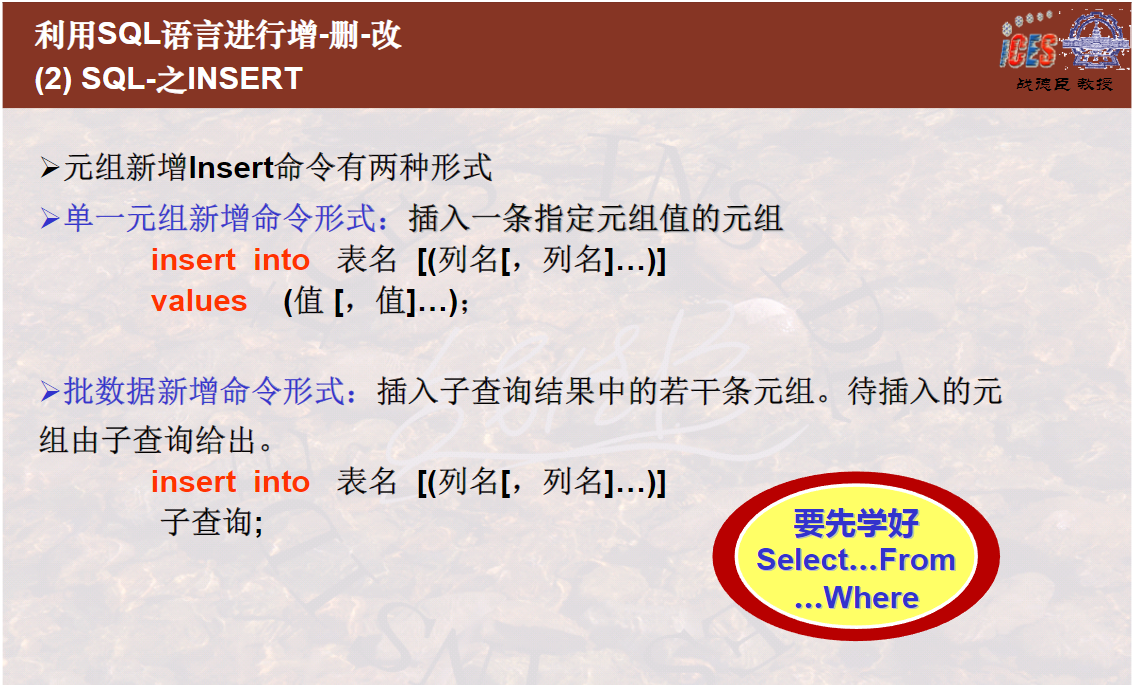 利用SQL语言进行增-删-改
(2) SQL-之INSERT
iCES
战德臣 教授
➢元组新增Insert命令有两种形式
➢单一元组新增命令形式：插入一条指定元组值的元组
insert into 表名 [(列名[，列名]…)]
values (值 [，值]…)；
➢批数据新增命令形式：插入子查询结果中的若干条元组。待插入的元
组由子查询给出。
insert into 表名 [(列名[，列名]…)]
子查询;
要先学好
Select…From
…Where